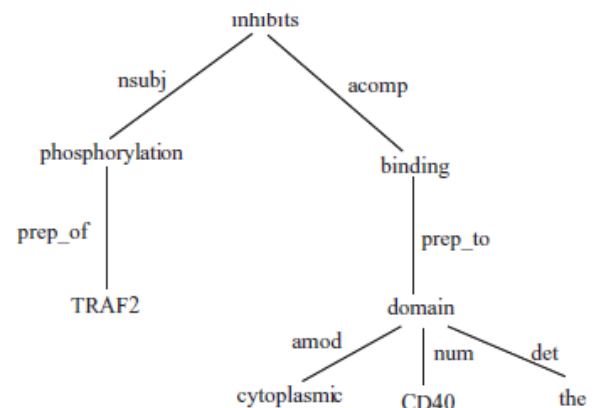 inhibits
nsubj
acomp
phosphorylation
binding
prep_of
prep_to
TRAF2
domain
amod
num
det
cytoplasmic
CD40
the